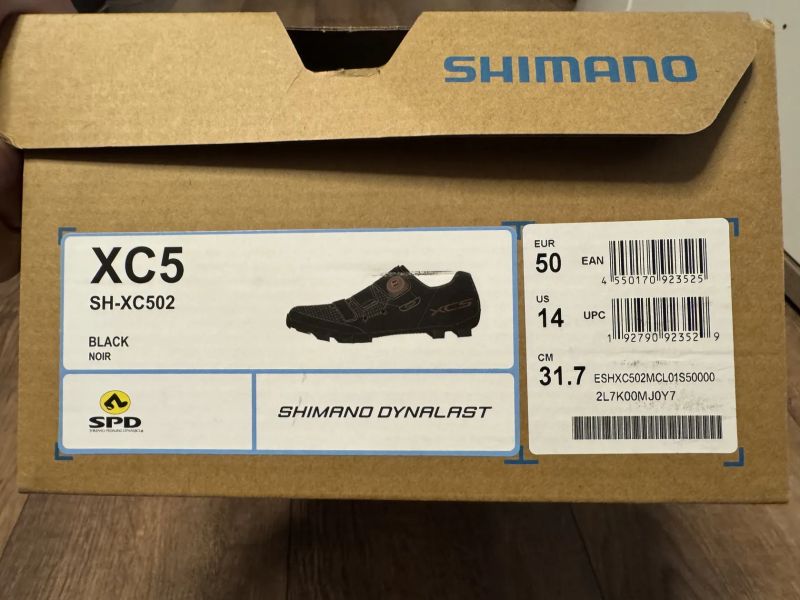 SHIMANO
XC5
SH-XC502
BLACK
NOIR
XC5
SPD
SHIMANO DYNALAST
EUR
50
EAN
4 550170 923525
US
14
UPC
1 92790 92352 9
CM
31.7
ESHXC502MCL01S50000
2L7K00MJ0Y7